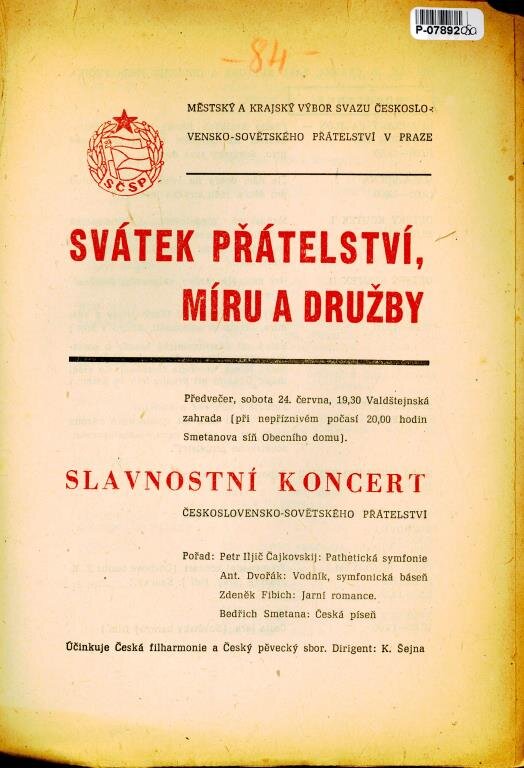 P-07892080
-84-
MĚSTSKÝ A KRAJSKÝ VÝBOR SVAZU ČESKOSLO-
VENSKO-SOVĚTSKÉHO PŘÁTELSTVÍ V PRAZE
SČSP
SVÁTEK PŘÁTELSTVÍ,
MÍRU A DRUŽBY
Předvečer, sobota 24. června, 19,30 Valdštejnská
zahrada (při nepříznivém počasí 20,00 hodin
Smetanova síň Obecního domu).
SLAVNOSTNÍ KONCERT
ČESKOSLOVENSKO-SOVĚTSKÉHO PŘÁTELSTVÍ
Pořad: Petr Iljič Čajkovskij: Pathetická symfonie
Ant. Dvořák: Vodník, symfonická báseň
Zdeněk Fibich: Jarní romance.
Bedřich Smetana: Česká píseň
Účinkuje Česká filharmonie a Český pěvecký sbor. Dirigent: K. Šejna